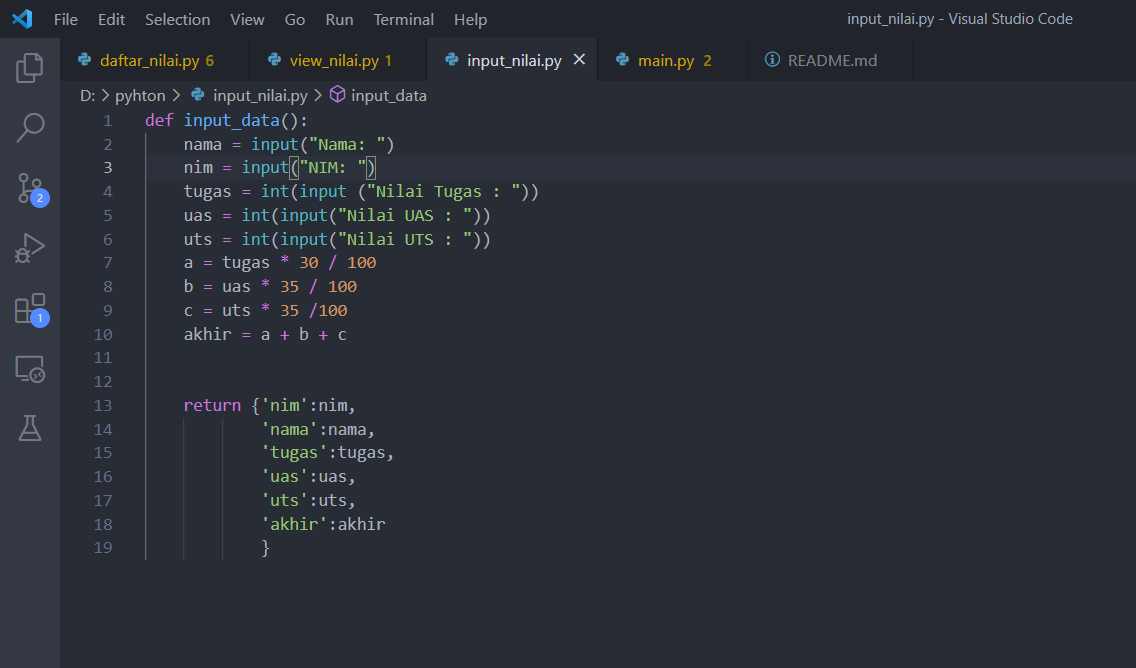 File Edit Selection View Go Run Terminal Help input_nilai.py - Visual Studio Code
daftar_nilai.py 6 view_nilai.py 1 input_nilai.py main.py 2 README.md
D: > pyhton > input_nilai.py > input_data
1 def input_data():
2 nama = input("Nama: ")
3 nim = input("NIM: ")
4 tugas = int(input ("Nilai Tugas : "))
5 uas = int(input("Nilai UAS : "))
6 uts = int(input("Nilai UTS : "))
7 a = tugas * 30 / 100
8 b = uas * 35 / 100
9 c = uts * 35 /100
10 akhir = a + b + c
11
12
13 return {'nim':nim,
14 'nama':nama,
15 'tugas':tugas,
16 'uas':uas,
17 'uts':uts,
18 'akhir':akhir
19 }
2
1